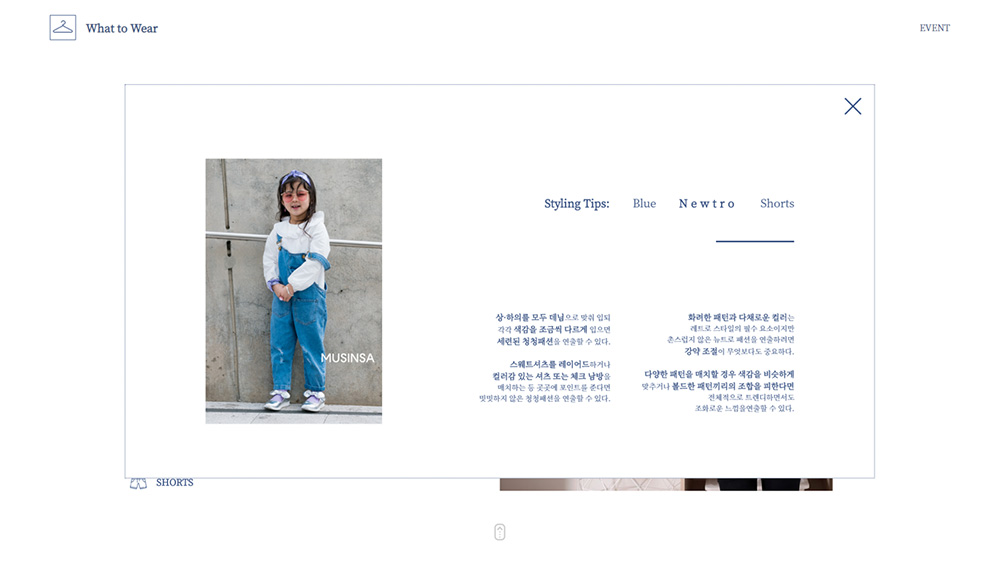 What to Wear
EVENT
Styling Tips:
Blue
Newtro
Shorts
상·하의를 모두 데님으로 맞춰 입되
각각 색감을 조금씩 다르게 입으면
세련된 청청패션을 연출할 수 있다.
스웨트셔츠를 레이어드하거나
컬러감 있는 셔츠 또는 체크 남방을
매치하는 등 곳곳에 포인트를 준다면
밋밋하지 않은 청청패션을 연출할 수 있다.
화려한 패턴과 다채로운 컬러는
레트로 스타일의 필수 요소이지만
촌스럽지 않은 뉴트로 패션을 연출하려면
강약 조절이 무엇보다도 중요하다.
다양한 패턴을 매치할 경우 색감을 비슷하게
맞추거나 볼드한 패턴끼리의 조합을 피한다면
전체적으로 트렌디하면서도
조화로운 느낌을연출할 수 있다.
MUSINSA
SHORTS